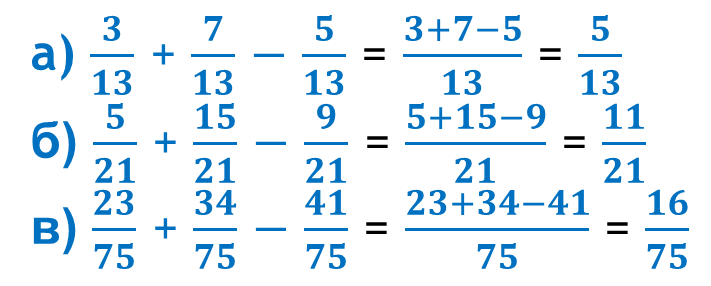 а) 3/13 + 7/13 − 5/13 = 3+7−5/13 = 5/13
б) 5/21 + 15/21 − 9/21 = 5+15−9/21 = 11/21
в) 23/75 + 34/75 − 41/75 = 23+34−41/75 = 16/75